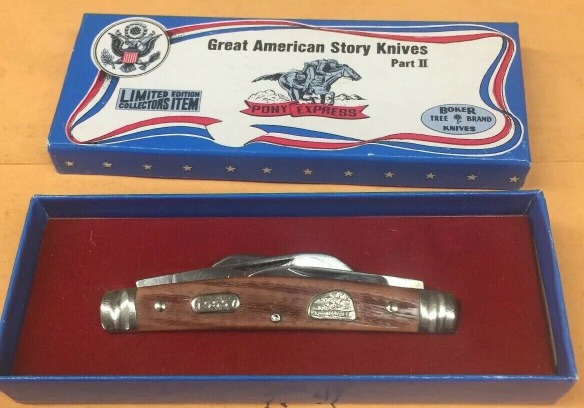 Great American Story Knives
Part II
LIMITED EDITION
COLLECTORS ITEM
PONY EXPRESS
BOKER
TREE BRAND
KNIVES